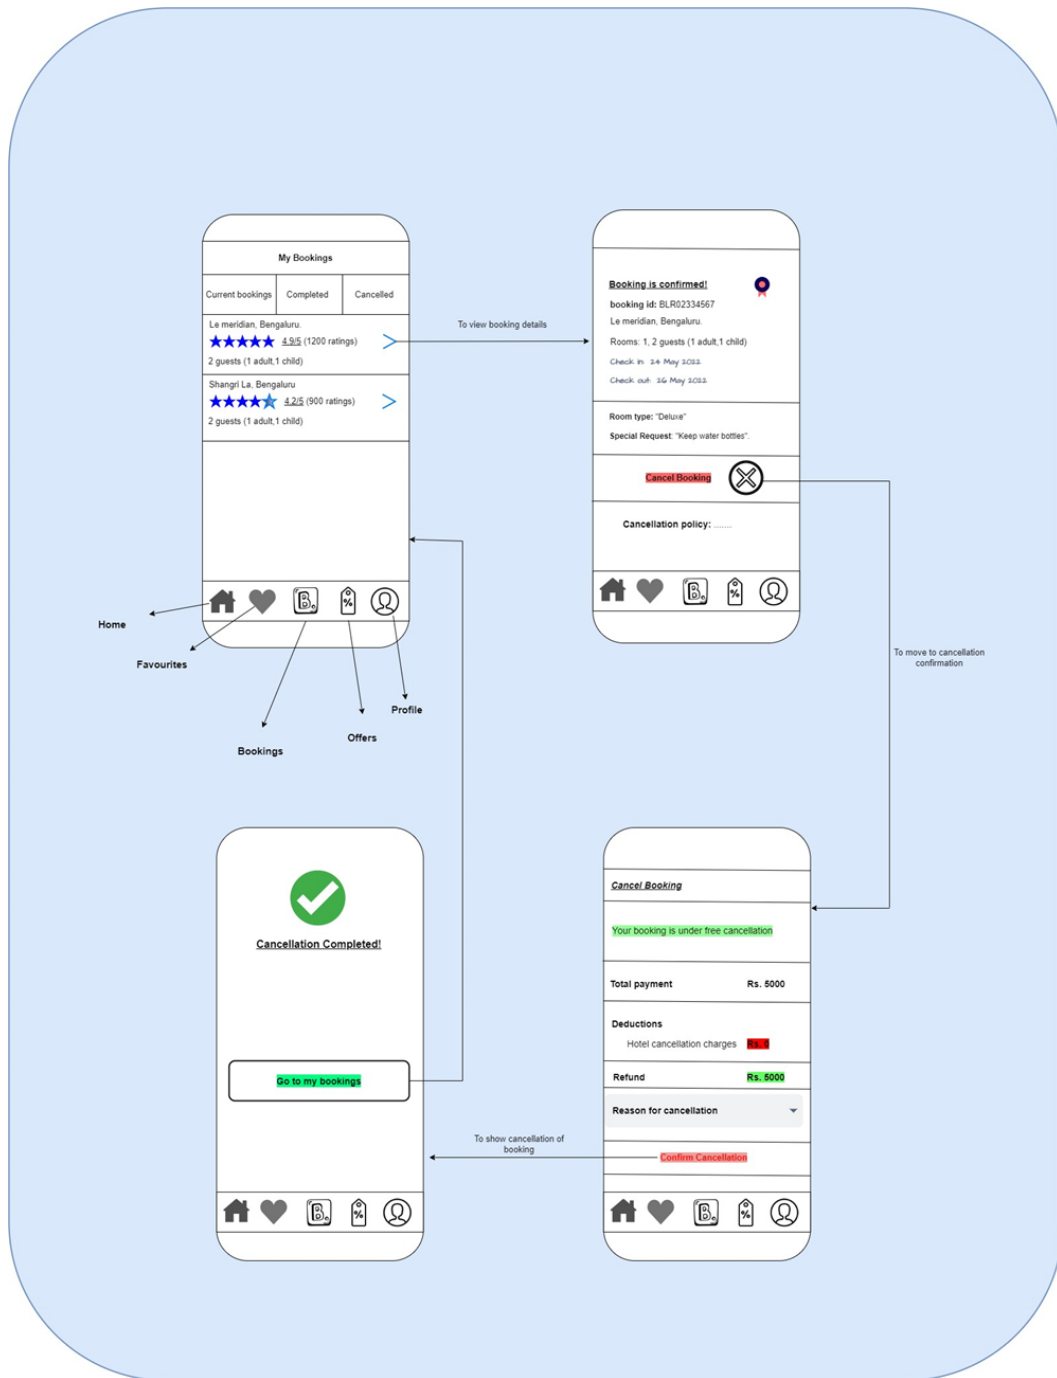 My Bookings
Current bookings
Completed
Cancelled
Le meridian, Bengaluru.
4.9/5 (1200 ratings)
2 guests (1 adult,1 child)
Shangri La, Bengaluru
4.2/5 (900 ratings)
2 guests (1 adult,1 child)
B.
%
Home
Favourites
Bookings
Offers
Profile
To view booking details
Booking is confirmed!
booking id: BLR02334567
Le meridian, Bengaluru.
Rooms: 1, 2 guests (1 adult,1 child)
Check in: 24 May 2022
Check out: 26 May 2022
Room type: "Deluxe"
Special Request: "Keep water bottles".
Cancel Booking
Cancellation policy: .......
B.
%
To move to cancellation
confirmation
Cancel Booking
Your booking is under free cancellation
Total payment Rs. 5000
Deductions
Hotel cancellation charges Rs. 0
Refund Rs. 5000
Reason for cancellation
Confirm Cancellation
B.
%
To show cancellation of
booking
Cancellation Completed!
Go to my bookings
B.
%